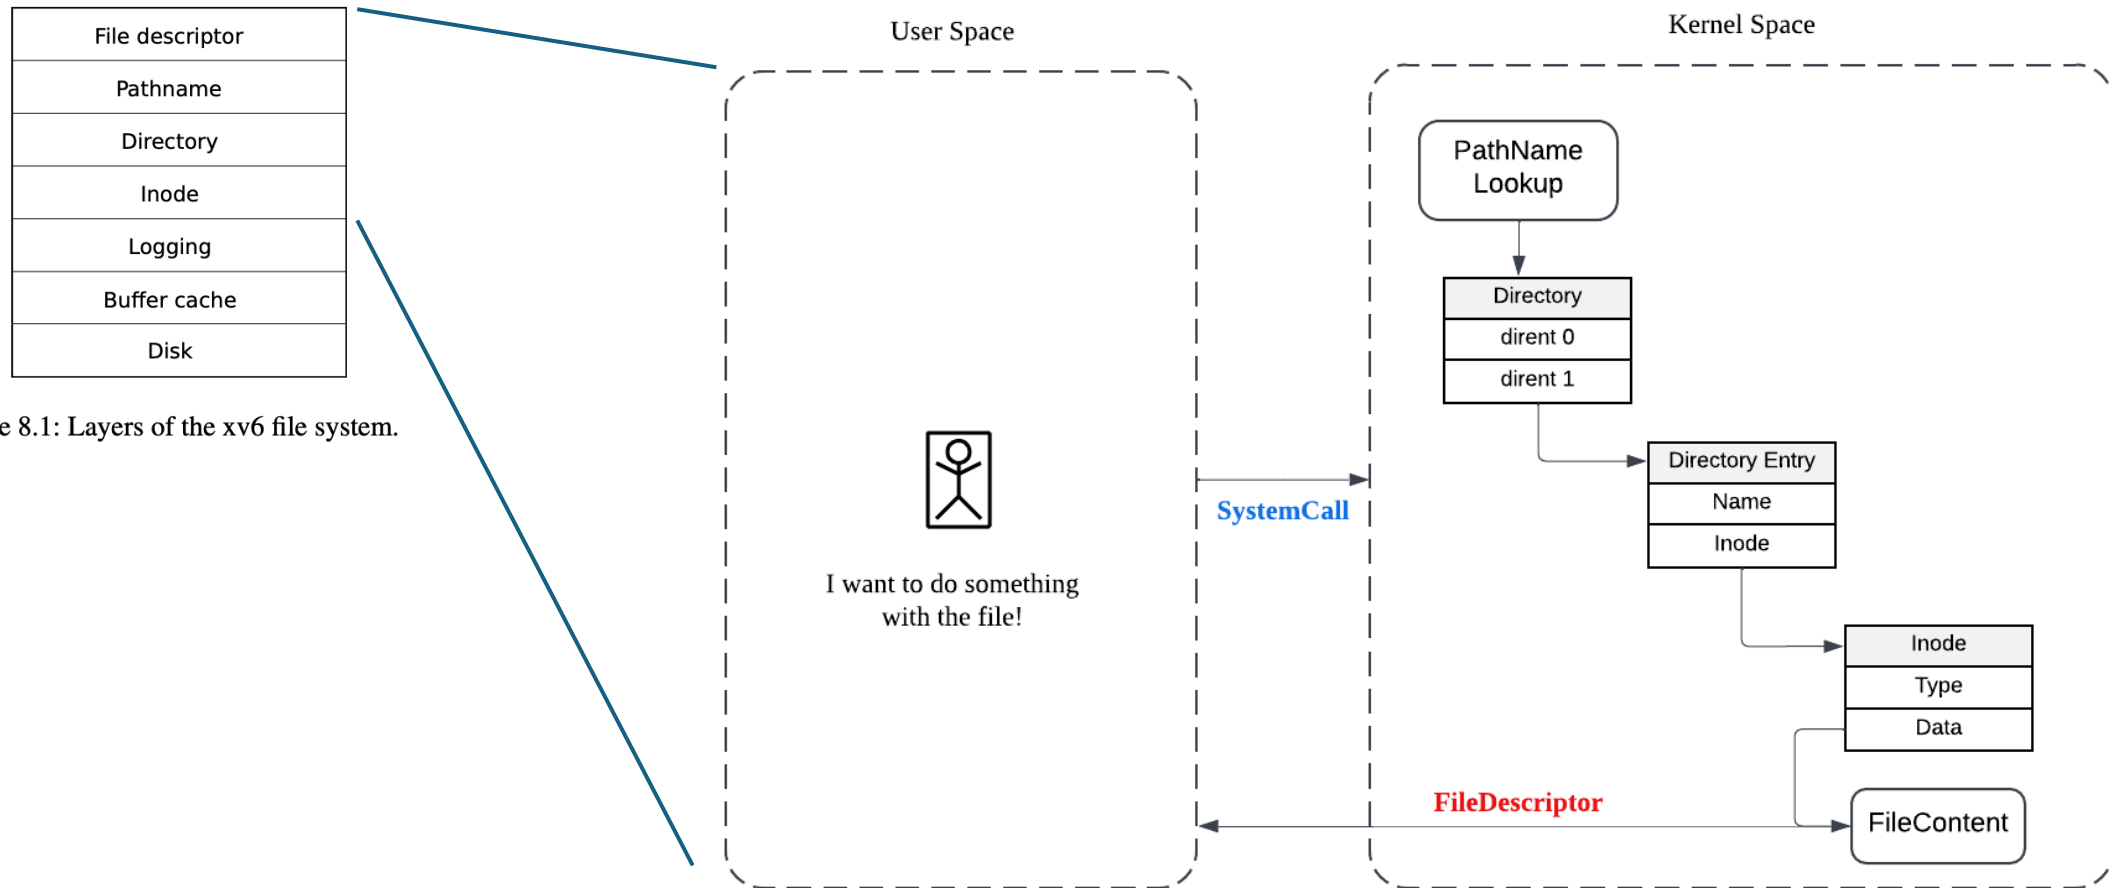 File descriptor
Pathname
Directory
Inode
Logging
Buffer cache
Disk
e 8.1: Layers of the xv6 file system.
User Space
I want to do something
with the file!
SystemCall
Kernel Space
PathName
Lookup
Directory
dirent 0
dirent 1
Directory Entry
Name
Inode
Inode
Type
Data
FileDescriptor
FileContent